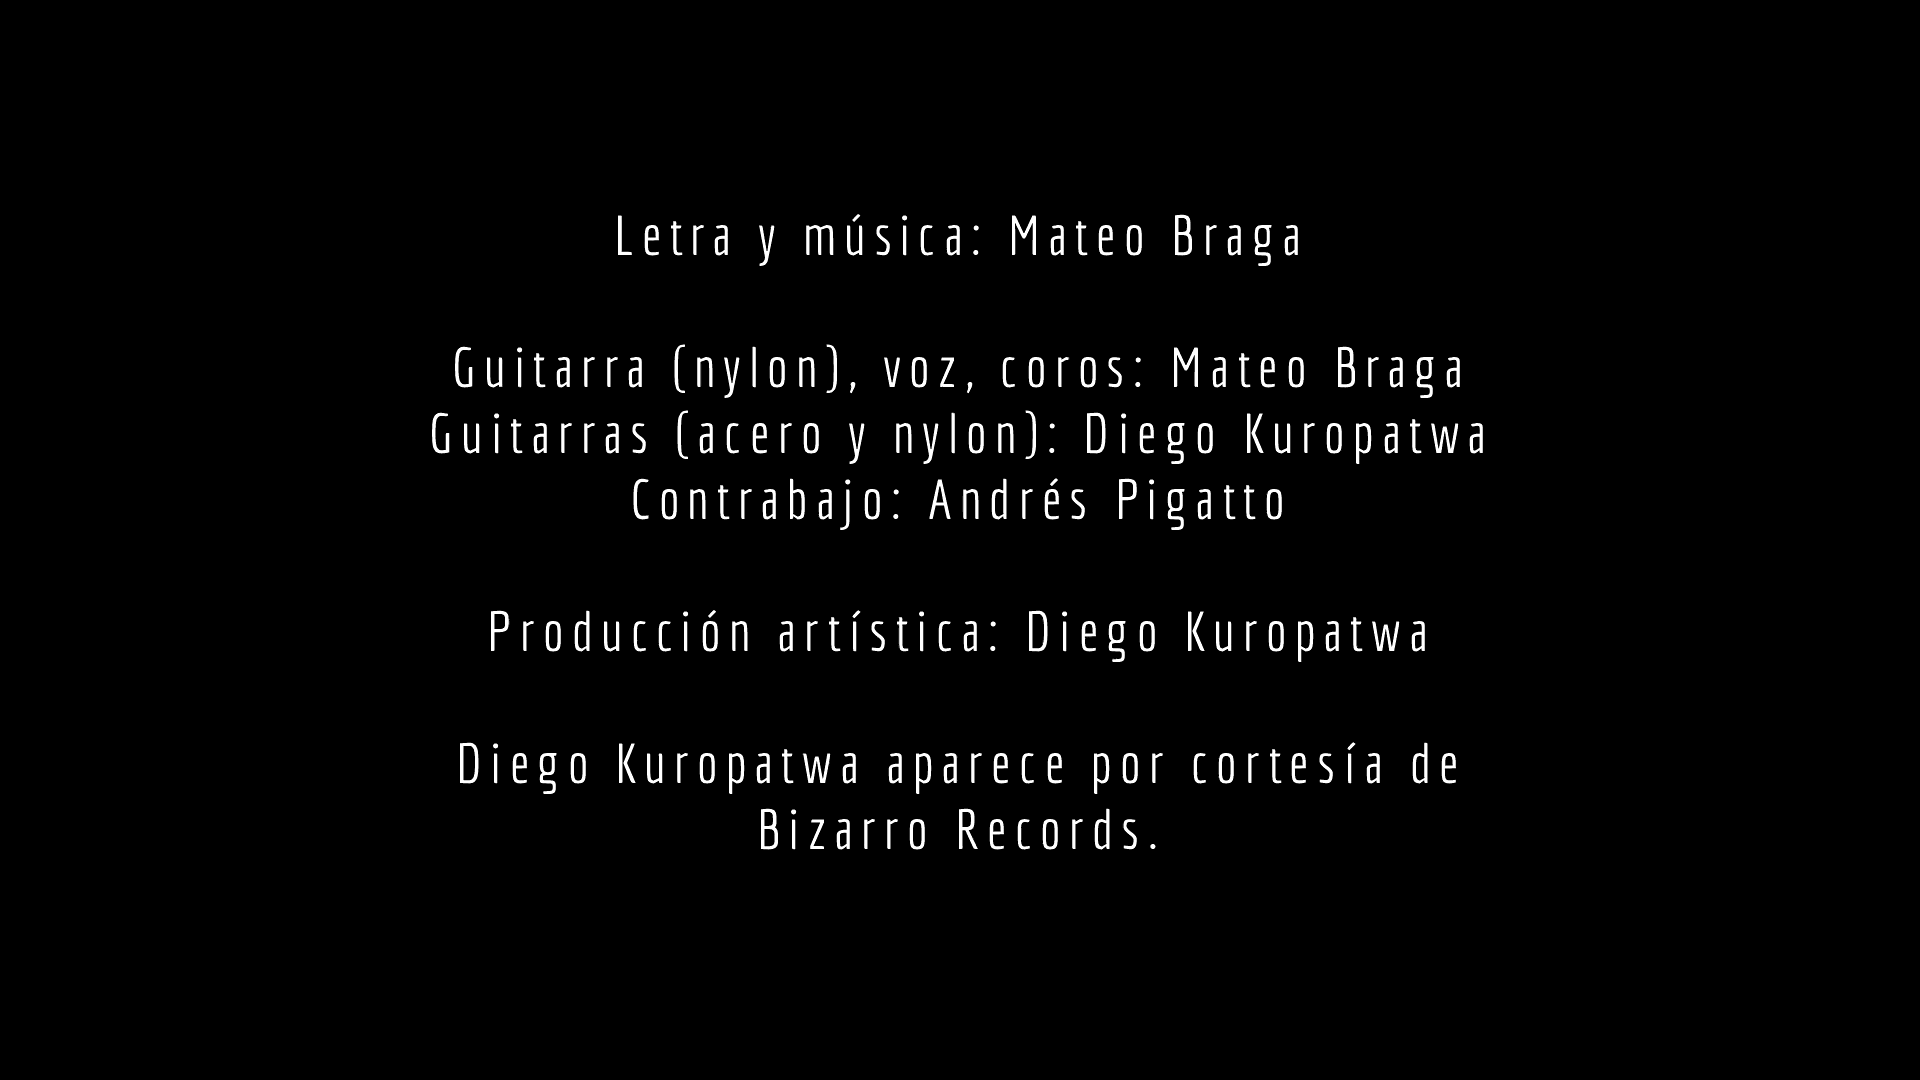 Letra y música: Mateo Braga
Guitarra (nylon), voz, coros: Mateo Braga
Guitarras (acero y nylon): Diego Kuropatwa
Contrabajo: Andrés Pigatto
Producción artística: Diego Kuropatwa
Diego Kuropatwa aparece por cortesía de
Bizarro Records.